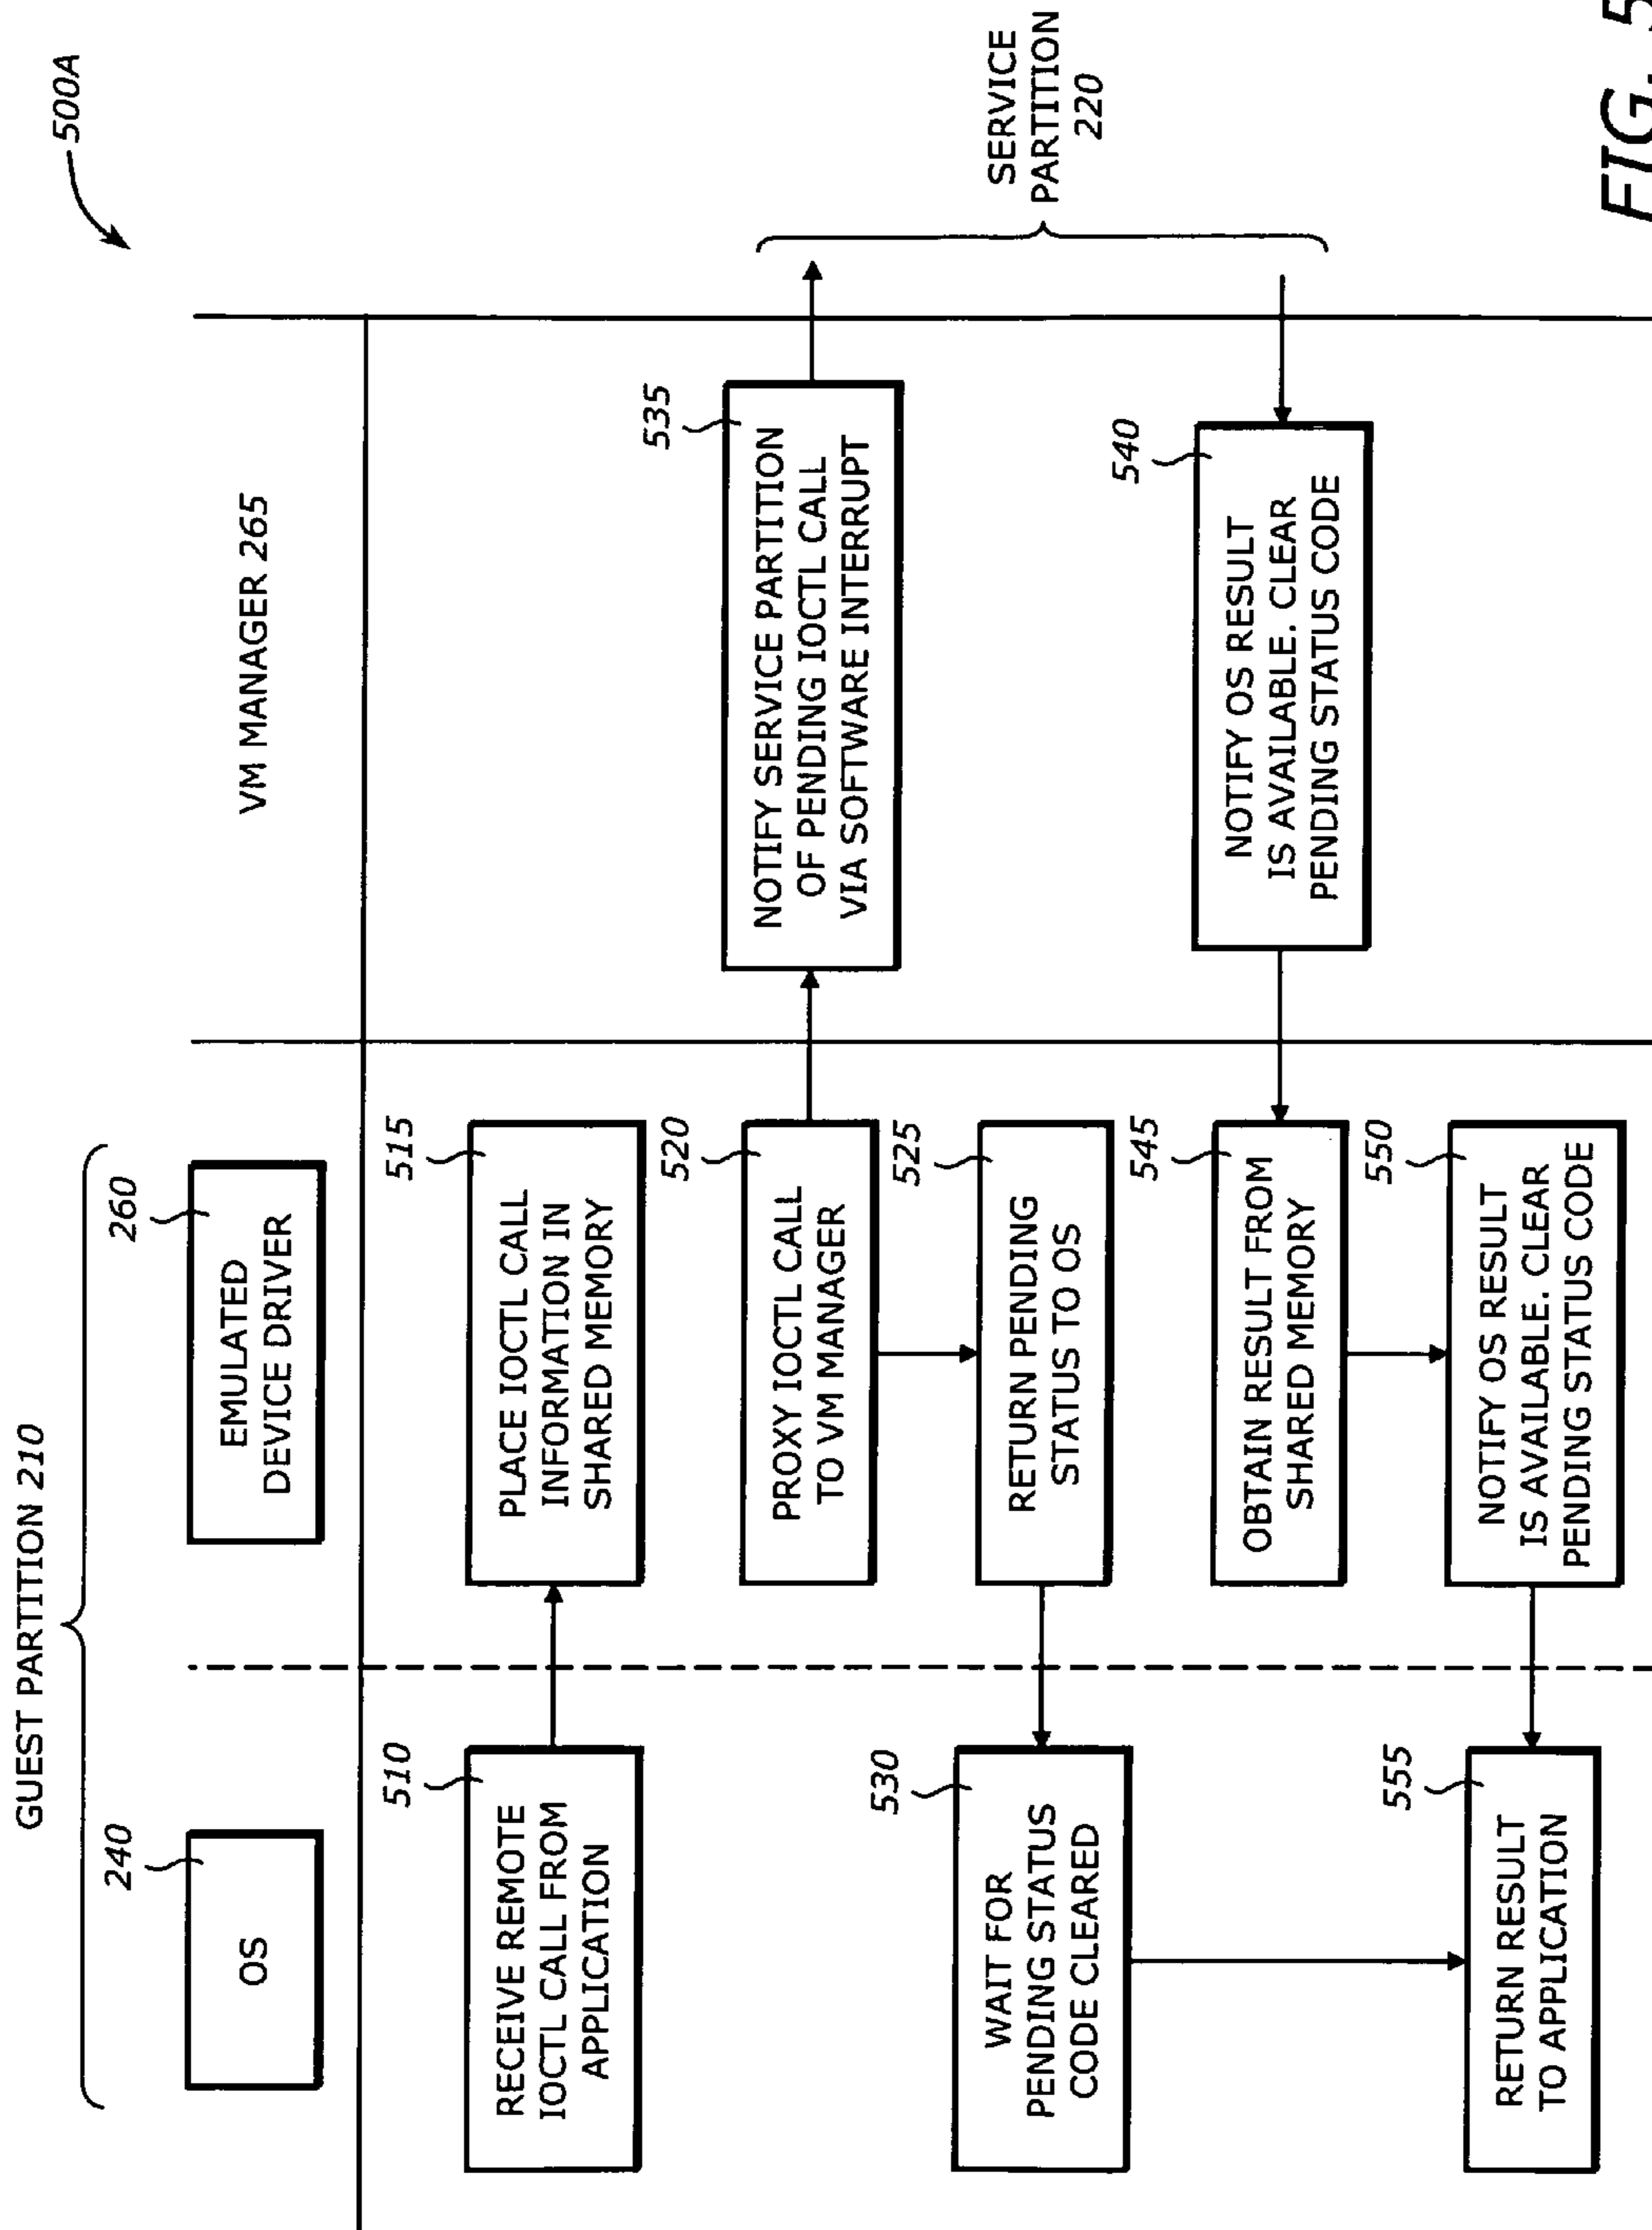 500A
GUEST PARTITION 210
240
260
OS
EMULATED
DEVICE DRIVER
VM MANAGER 265
510
515
RECEIVE REMOTE
IOCTL CALL FROM
APPLICATION
PLACE IOCTL CALL
INFORMATION IN
SHARED MEMORY
520
PROXY IOCTL CALL
TO VM MANAGER
535
NOTIFY SERVICE PARTITION
OF PENDING IOCTL CALL
VIA SOFTWARE INTERRUPT
525
RETURN PENDING
STATUS TO OS
530
WAIT FOR
PENDING STATUS
CODE CLEARED
SERVICE
PARTITION
220
540
NOTIFY OS RESULT
IS AVAILABLE. CLEAR
PENDING STATUS CODE
545
OBTAIN RESULT FROM
SHARED MEMORY
550
NOTIFY OS RESULT
IS AVAILABLE. CLEAR
PENDING STATUS CODE
555
RETURN RESULT
TO APPLICATION
FIG. 5